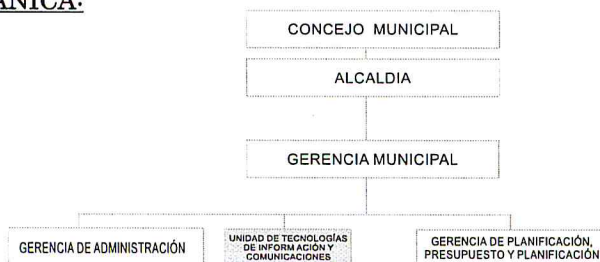 ÁNICA:
CONCEJO MUNICIPAL
ALCALDIA
GERENCIA MUNICIPAL
GERENCIA DE ADMINISTRACIÓN
UNIDAD DE TECNOLOGÍAS
DE INFORMACIÓN Y
COMUNICACIONES
GERENCIA DE PLANIFICACIÓN,
PRESUPUESTO Y PLANIFICACIÓN